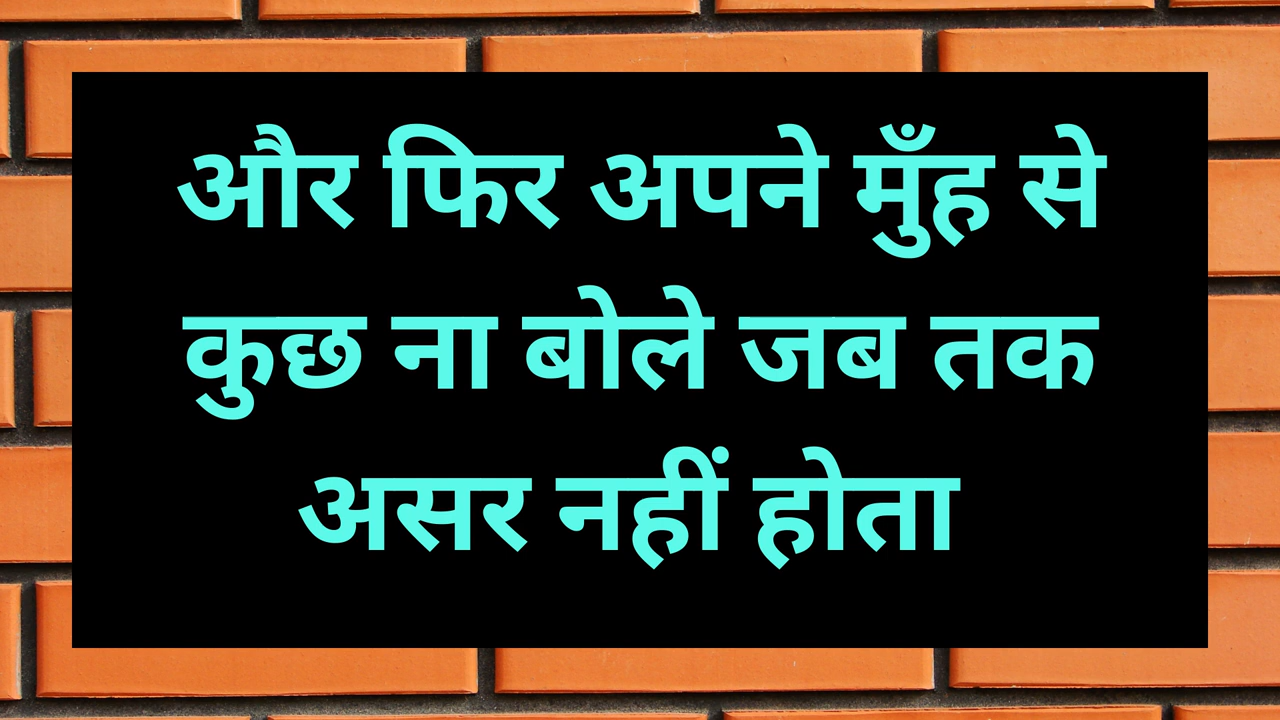 और फिर अपने मुँह से
कुछ ना बोले जब तक
असर नहीं होता